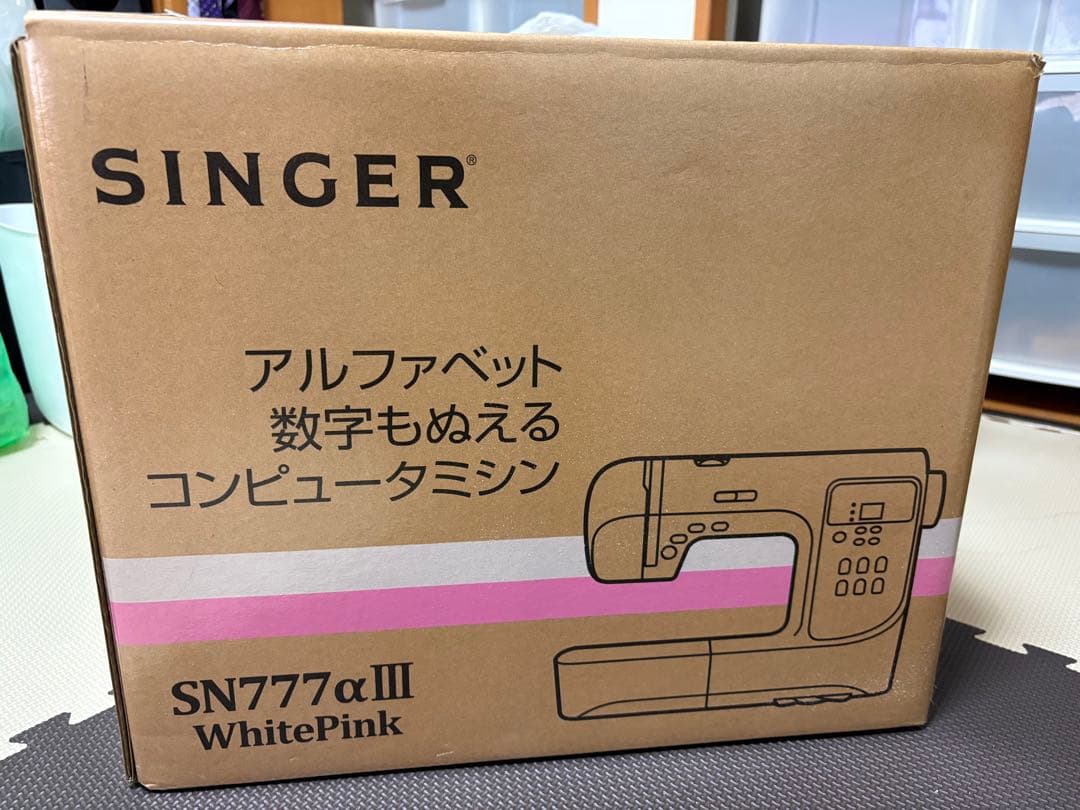 SINGER®
アルファベット
数字もぬえる
コンピュータミシン
SN777αⅢ
WhitePink